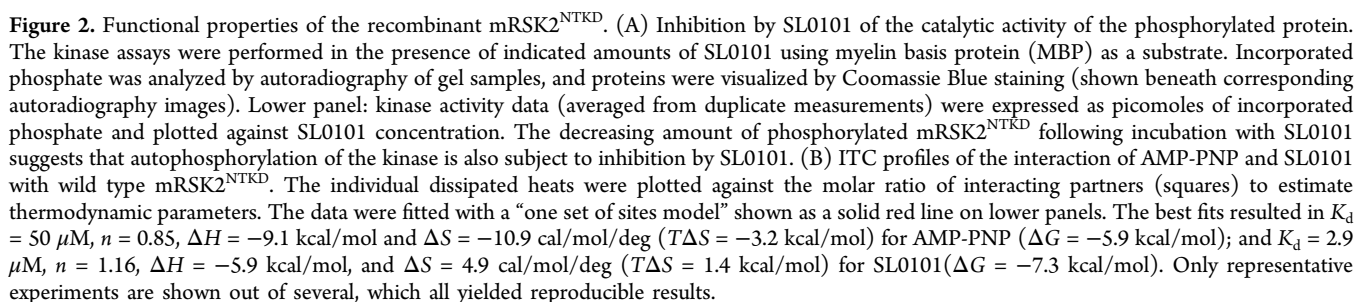 Figure 2. Functional properties of the recombinant mRSK2^NTKD. (A) Inhibition by SL0101 of the catalytic activity of the phosphorylated protein.
The kinase assays were performed in the presence of indicated amounts of SL0101 using myelin basis protein (MBP) as a substrate. Incorporated
phosphate was analyzed by autoradiography of gel samples, and proteins were visualized by Coomassie Blue staining (shown beneath corresponding
autoradiography images). Lower panel: kinase activity data (averaged from duplicate measurements) were expressed as picomoles of incorporated
phosphate and plotted against SL0101 concentration. The decreasing amount of phosphorylated mRSK2^NTKD following incubation with SL0101
suggests that autophosphorylation of the kinase is also subject to inhibition by SL0101. (B) ITC profiles of the interaction of AMP-PNP and SL0101
with wild type mRSK2^NTKD. The individual dissipated heats were plotted against the molar ratio of interacting partners (squares) to estimate
thermodynamic parameters. The data were fitted with a “one set of sites model” shown as a solid red line on lower panels. The best fits resulted in K_d
= 50 μM, n = 0.85, ΔH = −9.1 kcal/mol and ΔS = −10.9 cal/mol/deg (TΔS = −3.2 kcal/mol) for AMP-PNP (ΔG = −5.9 kcal/mol); and K_d = 2.9
μM, n = 1.16, ΔH = −5.9 kcal/mol, and ΔS = 4.9 cal/mol/deg (TΔS = 1.4 kcal/mol) for SL0101(ΔG = −7.3 kcal/mol). Only representative
experiments are shown out of several, which all yielded reproducible results.